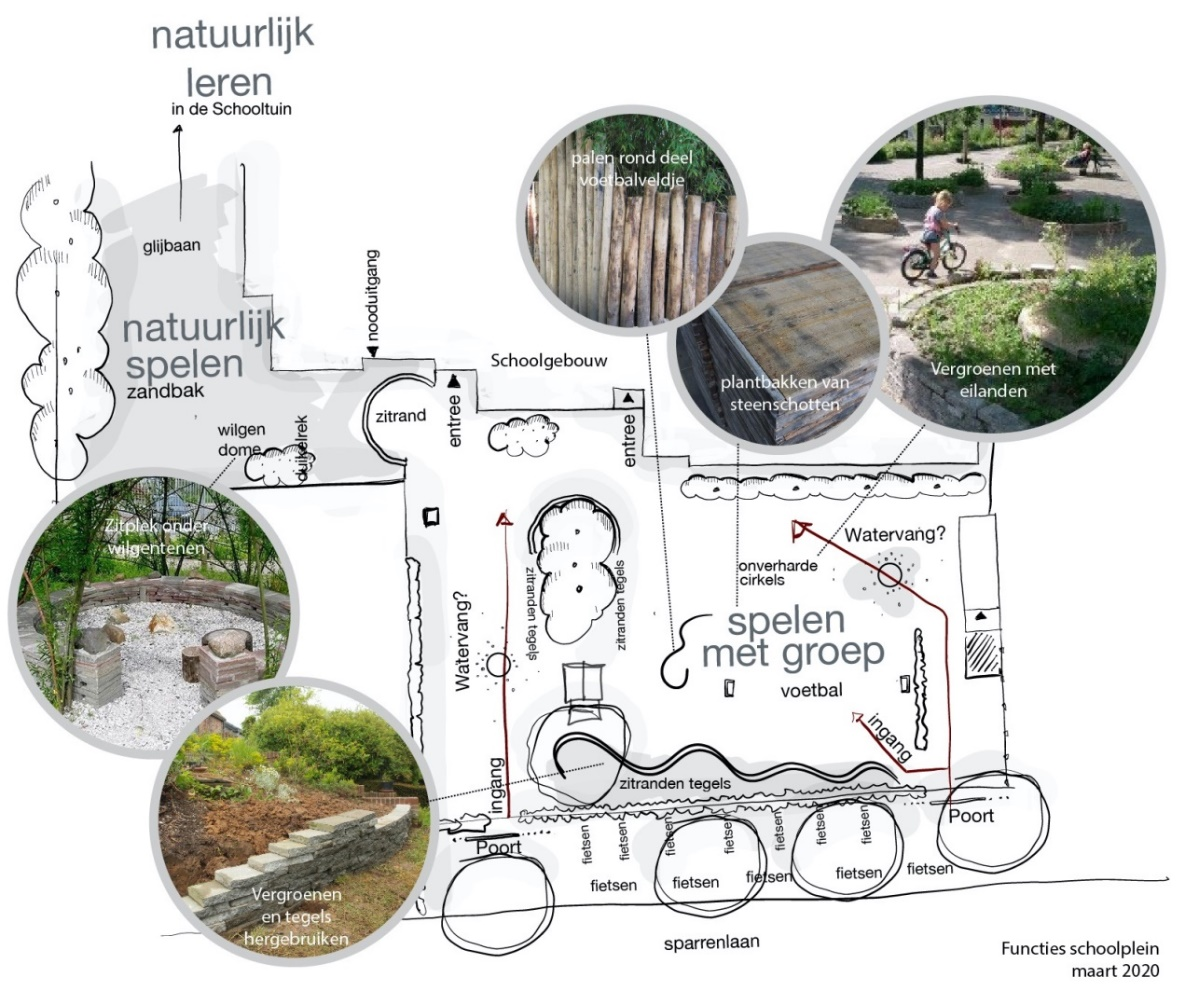 natuurlijk
leren
in de Schooltuin
glijbaan
natuurlijk
spelen
zandbak
wilgen
dome
duikelrek
nooduitgang
zitrand
entree
Schoolgebouw
entree
palen rond deel
voetbalveldje
plantbakken van
steenschotten
Vergroenen met
eilanden
Zitplek onder
wilgentenen
Watervang?
zitranden tegels
zitranden tegels
onverharde
cirkels
Watervang?
spelen
met groep
voetbal
ingang
ingang
zitranden tegels
Poort
Poort
fietsen
fietsen
fietsen
fietsen
fietsen
fietsen
fietsen
fietsen
fietsen
fietsen
fietsen
fietsen
Vergroenen
en tegels
hergebruiken
sparrenlaan
Functies schoolplein
maart 2020